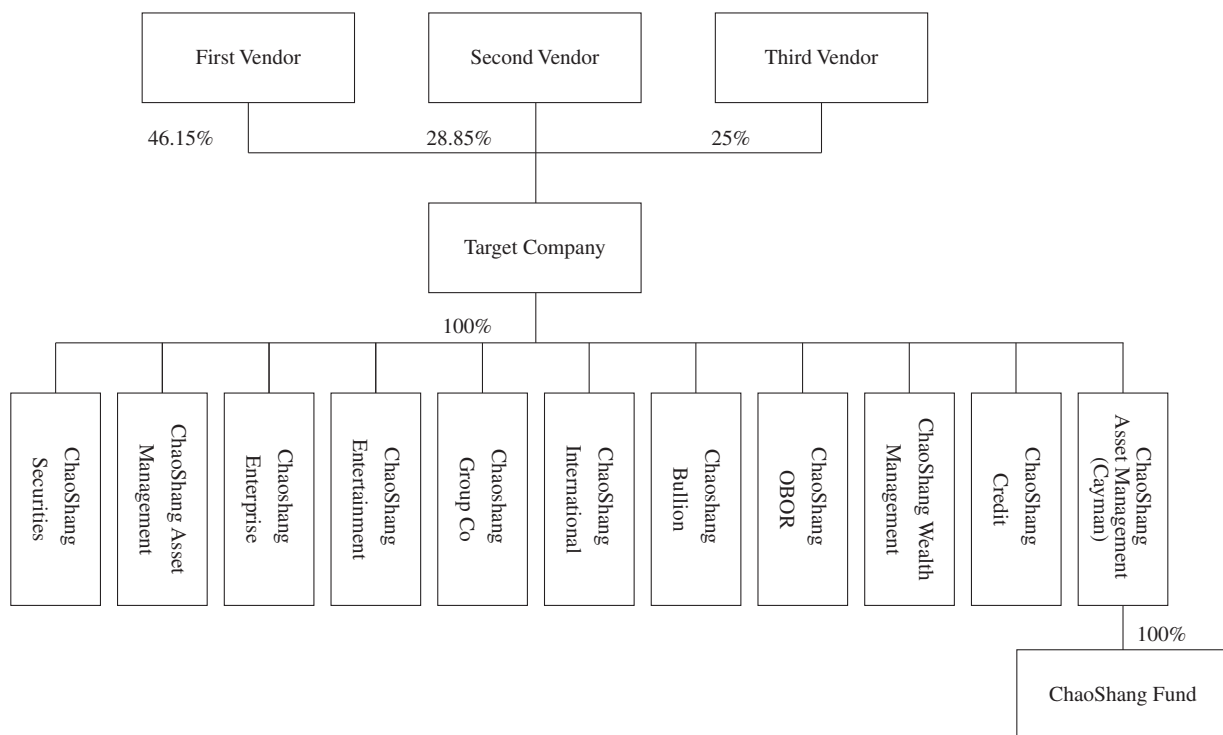 First Vendor
Second Vendor
Third Vendor
46.15%
28.85%
25%
Target Company
100%
ChaoShang
Securities
ChaoShang Asset
Management
Chaoshang
Enterprise
ChaoShang
Entertainment
Chaoshang
Group Co
ChaoShang
International
Chaoshang
Bullion
ChaoShang
OBOR
ChaoShang Wealth
Management
ChaoShang
Credit
ChaoShang
Asset Management
(Cayman)
100%
ChaoShang Fund